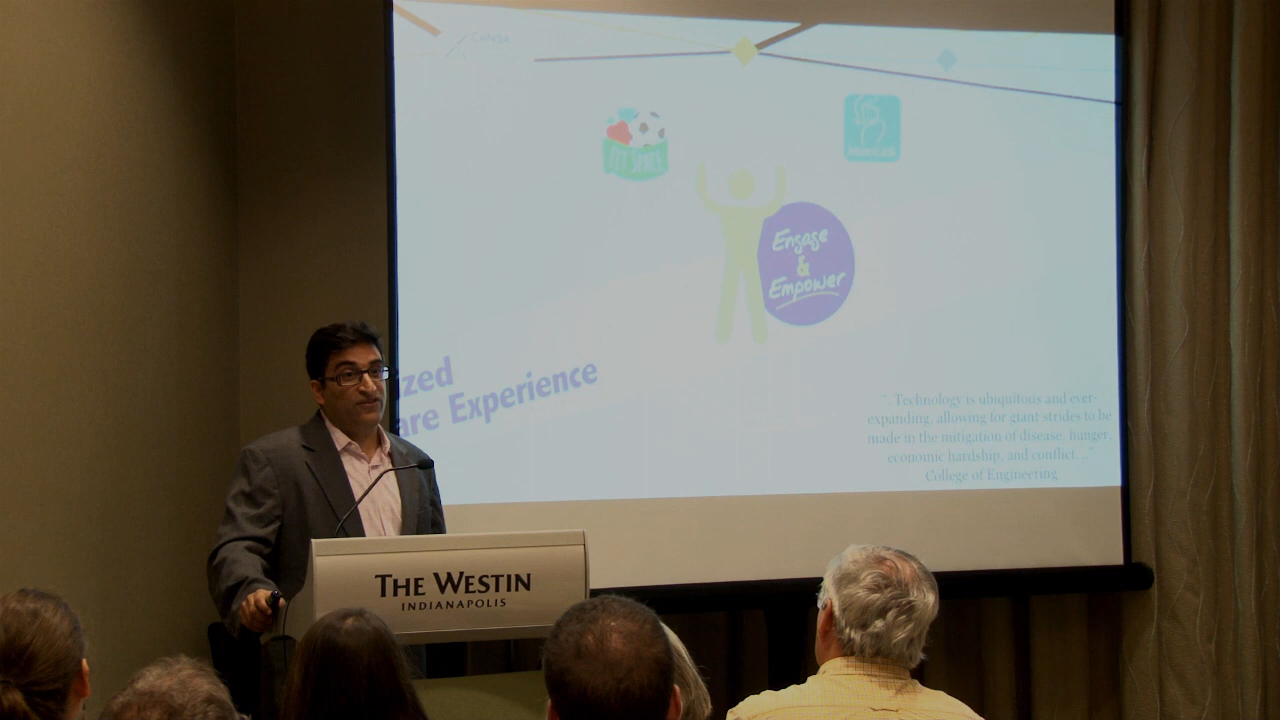 Engage
&
Empower
zed
are Experience
". Technology is ubiquitous and ever-
expanding, allowing for giant strides to be
made in the mitigation of disease, hunger,
economic hardship, and conflict..."
College of Engineering
THE WESTIN
INDIANAPOLIS